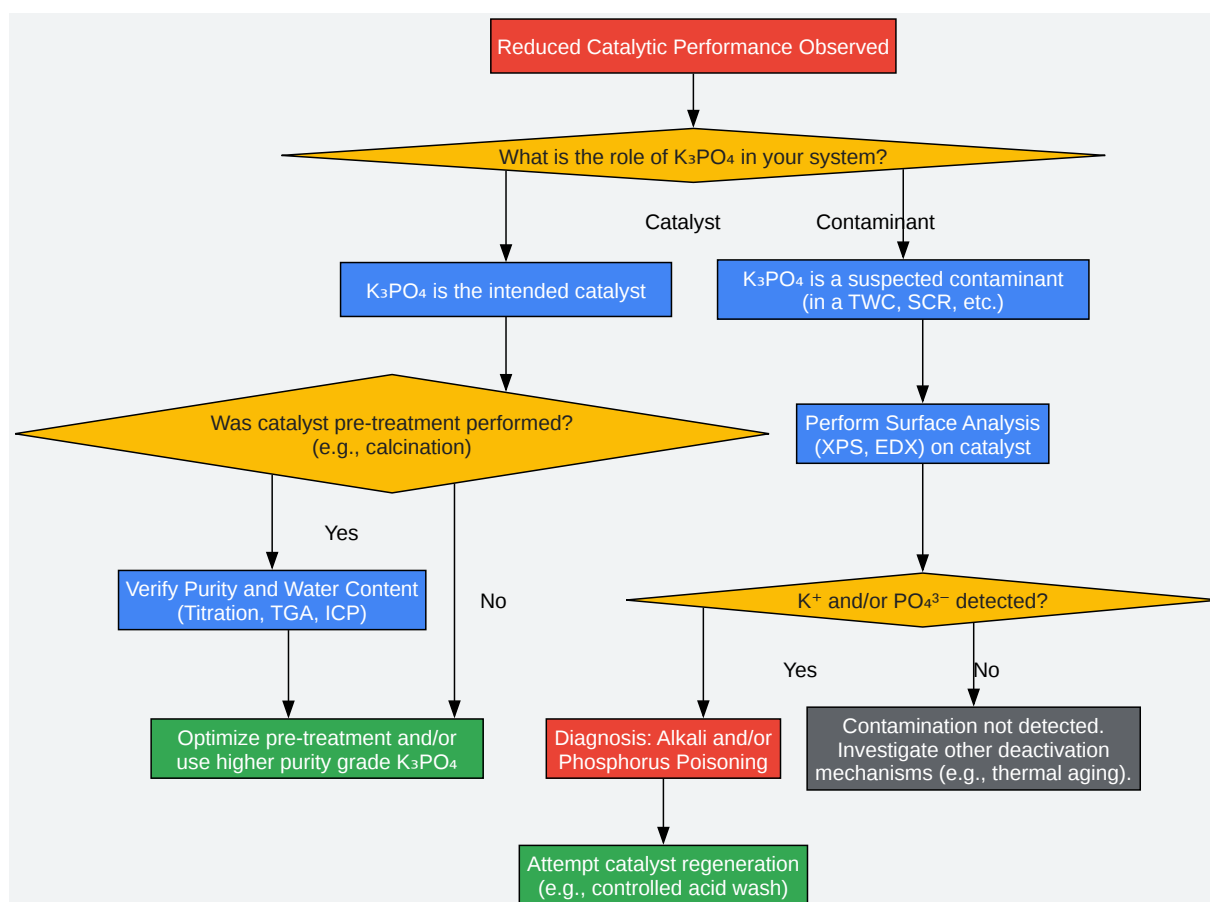 Reduced Catalytic Performance Observed
What is the role of K₃PO₄ in your system?
Catalyst
Contaminant
K₃PO₄ is the intended catalyst
K₃PO₄ is a suspected contaminant
(in a TWC, SCR, etc.)
Was catalyst pre-treatment performed?
(e.g., calcination)
Perform Surface Analysis
(XPS, EDX) on catalyst
Yes
No
Verify Purity and Water Content
(Titration, TGA, ICP)
K⁺ and/or PO₄³⁻ detected?
Yes
No
Optimize pre-treatment and/or
use higher purity grade K₃PO₄
Diagnosis: Alkali and/or
Phosphorus Poisoning
Contamination not detected.
Investigate other deactivation
mechanisms (e.g., thermal aging).
Attempt catalyst regeneration
(e.g., controlled acid wash)